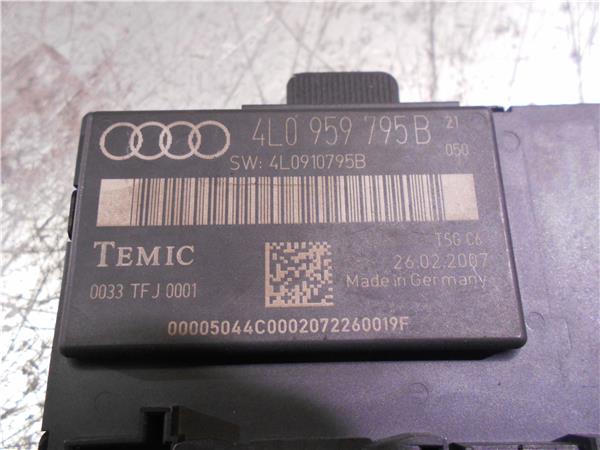 4L0 959 795 B 21
050
SW: 4L0910795B
TEMIC
TSG C6
26.02.2007
0033 TFJ 0001
Made in Germany
00005044C0002072260019F